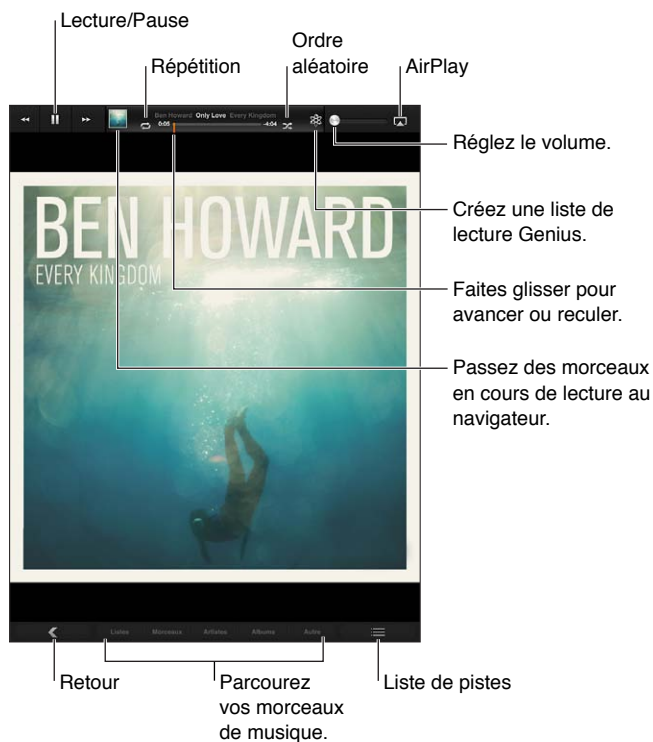 Lecture/Pause
Ordre
aléatoire
Répétition
AirPlay
Ben Howard Only Love Every Kingdom
0:05
-4:04
Réglez le volume.
BEN HOWARD
EVERY KINGDOM
Créez une liste de
lecture Genius.
Faites glisser pour
avancer ou reculer.
Passez des morceaux
en cours de lecture au
navigateur.
Listes Morceaux Artistes Albums Autre
Retour
Parcourez
vos morceaux
de musique.
Liste de pistes